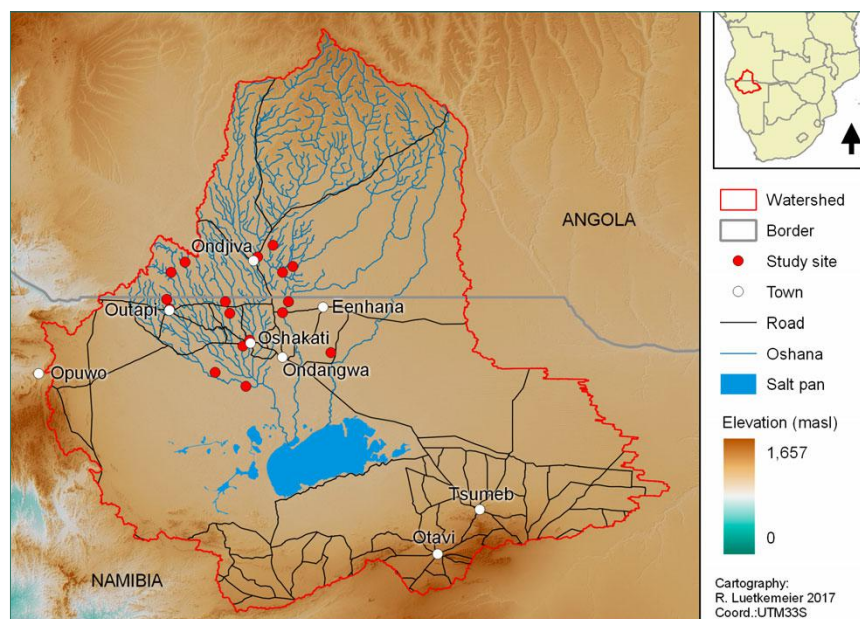 ANGOLA
Ondjiva
Eenhana
Outapi
Oshakati
Ondangwa
Opuwo
Tsumeb
Otavi
NAMIBIA
Watershed
Border
Study site
Town
Road
Oshana
Salt pan
Elevation (masl)
1,657
0
Cartography:
R. Luetkemeier 2017
Coord.:UTM33S